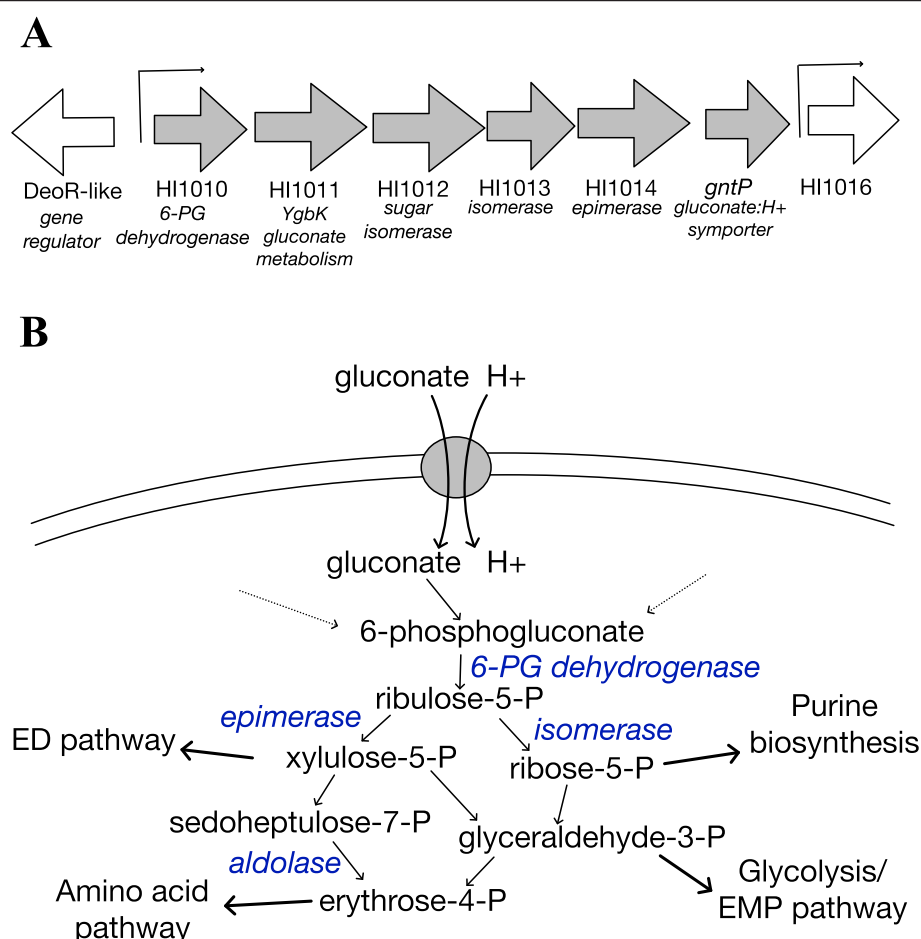 A
DeoR-like
gene
regulator
HI1010
6-PG
dehydrogenase
HI1011
YgbK
gluconate
metabolism
HI1012
sugar
isomerase
HI1013
isomerase
HI1014
epimerase
gntP
gluconate:H+
symporter
HI1016
B
gluconate H+
gluconate H+
6-phosphogluconate
6-PG dehydrogenase
ribulose-5-P
epimerase
isomerase
Purine
biosynthesis
ED pathway
xylulose-5-P
ribose-5-P
sedoheptulose-7-P
glyceraldehyde-3-P
aldolase
Glycolysis/
EMP pathway
Amino acid
pathway
erythrose-4-P